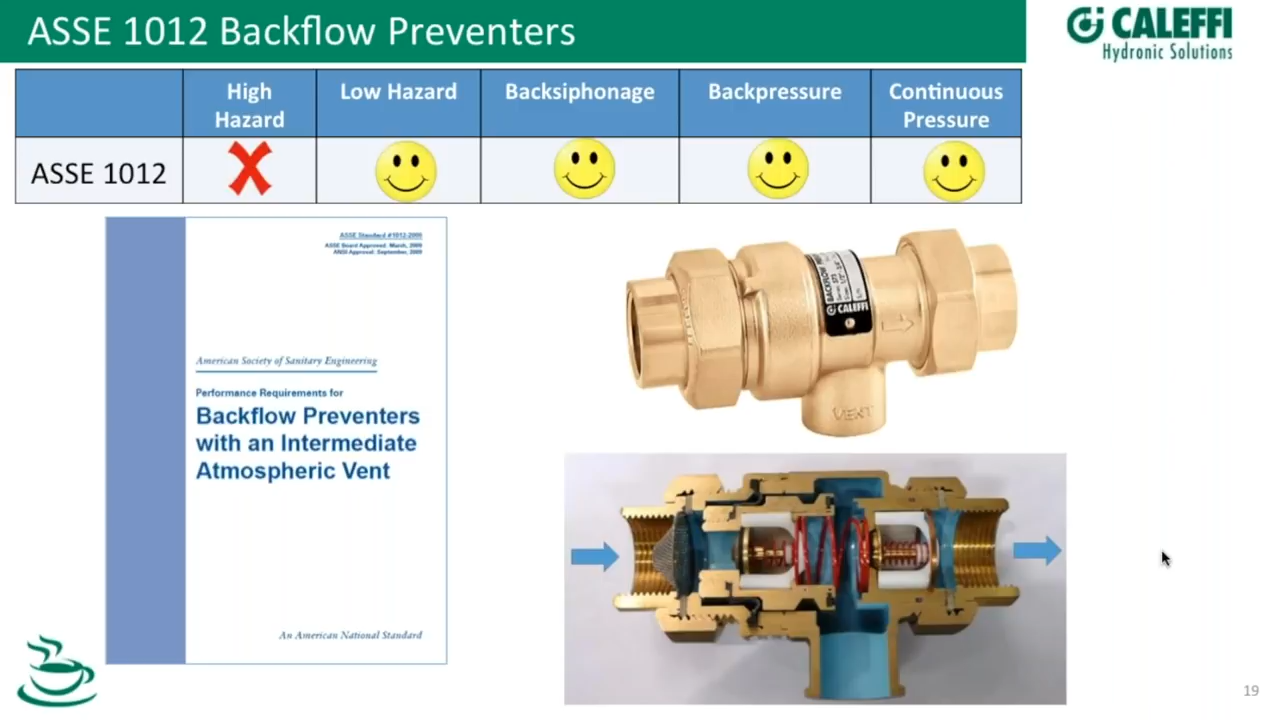 ASSE 1012 Backflow Preventers
CALEFFI
Hydronic Solutions
High Hazard
Low Hazard
Backsiphonage
Backpressure
Continuous Pressure
ASSE 1012
ASSE Standard #1012-2009
ASSE Board Approved: March, 2009
ANSI Approval: September, 2009
American Society of Sanitary Engineering
Performance Requirements for
Backflow Preventers
with an Intermediate
Atmospheric Vent
An American National Standard
BACKFLOW
CALEFFI
VENT
19